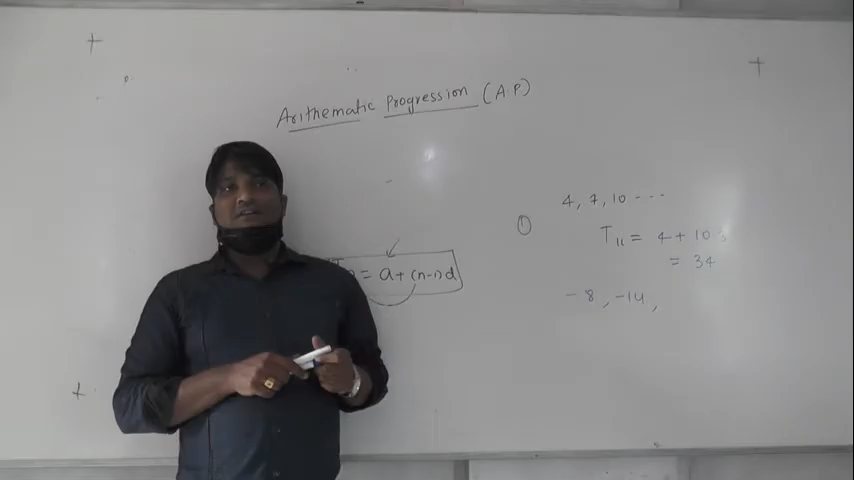 Arithematic Progression (A.P)
= a + (n-1)d
① 4, 7, 10 ---
T11 = 4 + 10
= 34
-8, -14,